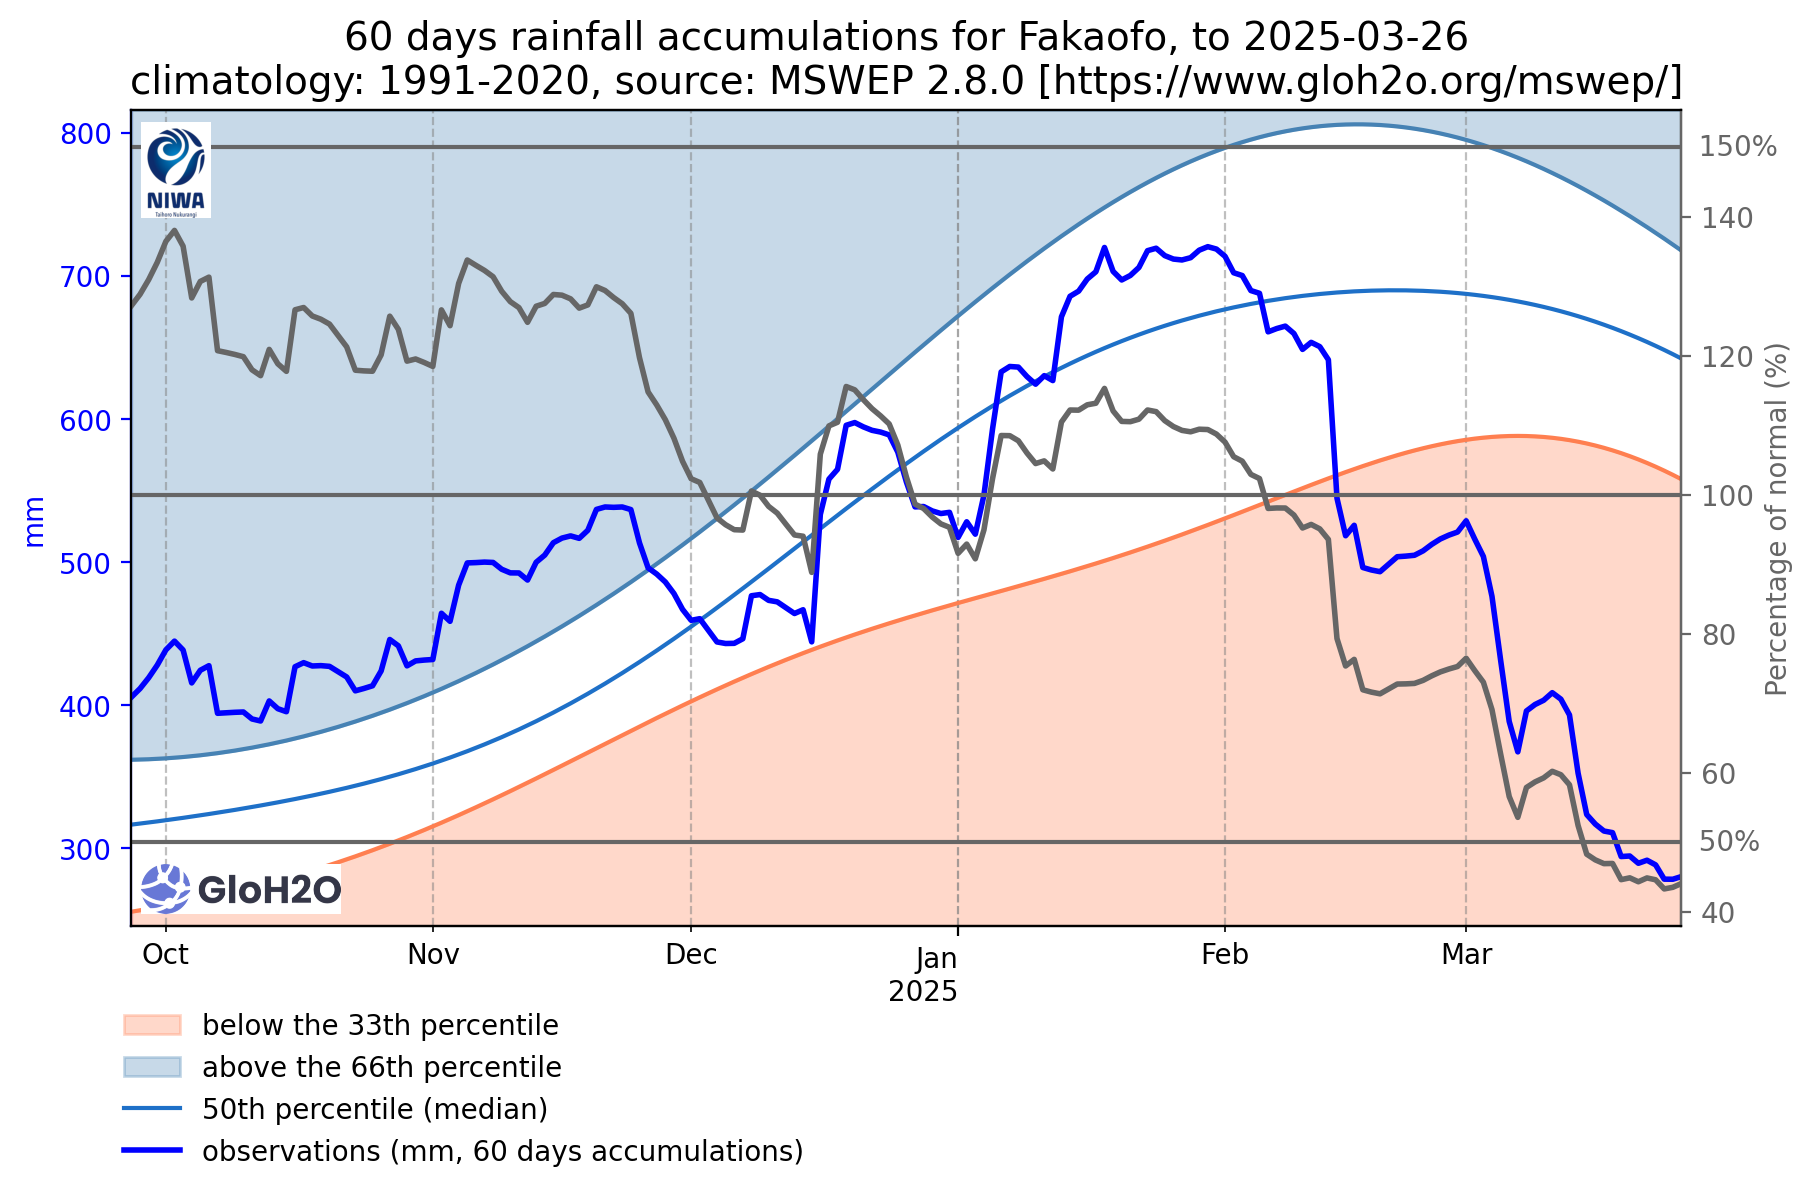 60 days rainfall accumulations for Fakaofo, to 2025-03-26
climatology: 1991-2020, source: MSWEP 2.8.0 [https://www.gloh2o.org/mswep/]
800
700
600
500
400
300
mm
150%
140
120
100
80
60
50%
40
Percentage of normal (%)
NIWA
Taihoro Nukurangi
GloH2O
Oct
Nov
Dec
Jan
2025
Feb
Mar
below the 33th percentile
above the 66th percentile
50th percentile (median)
observations (mm, 60 days accumulations)